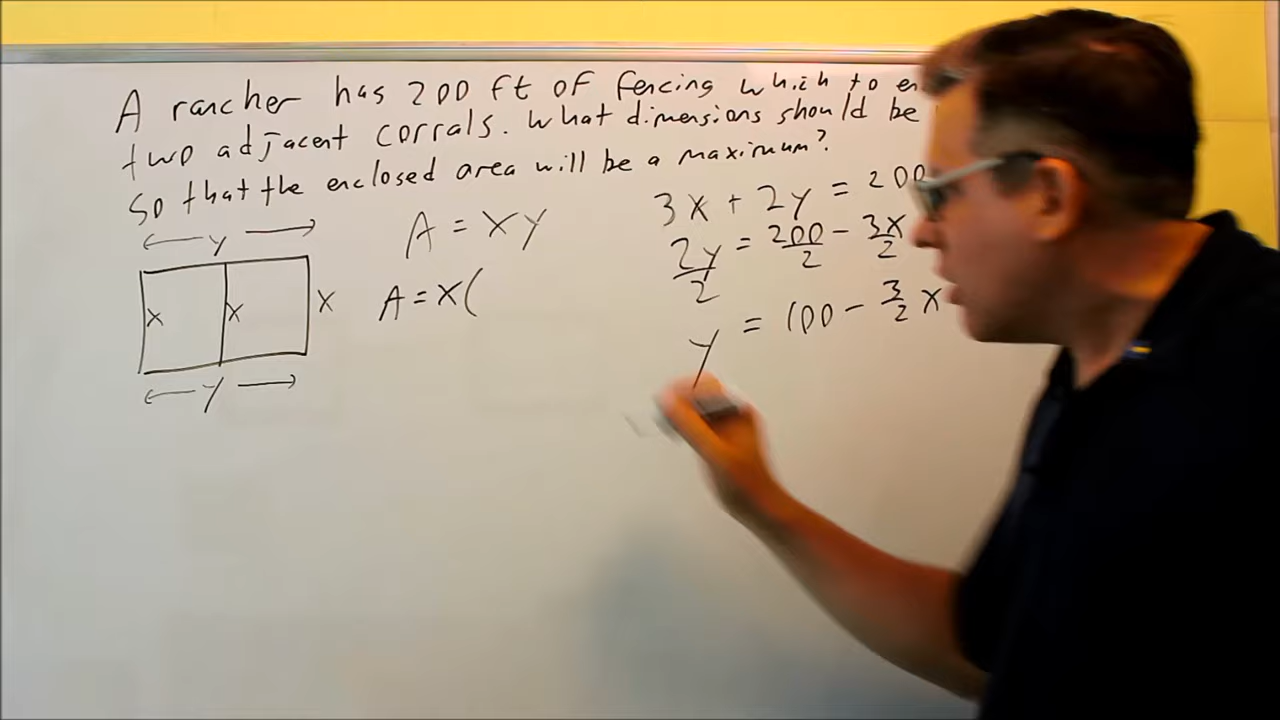 A rancher has 200 ft of fencing which to
two adjacent corrals. What dimensions should be
So that the enclosed area will be a maximum?
3x + 2y = 200
A = xy
2y/2 = 200/2 - 3x/2
y
x x x
A = x(
y = 100 - 3/2 x
y